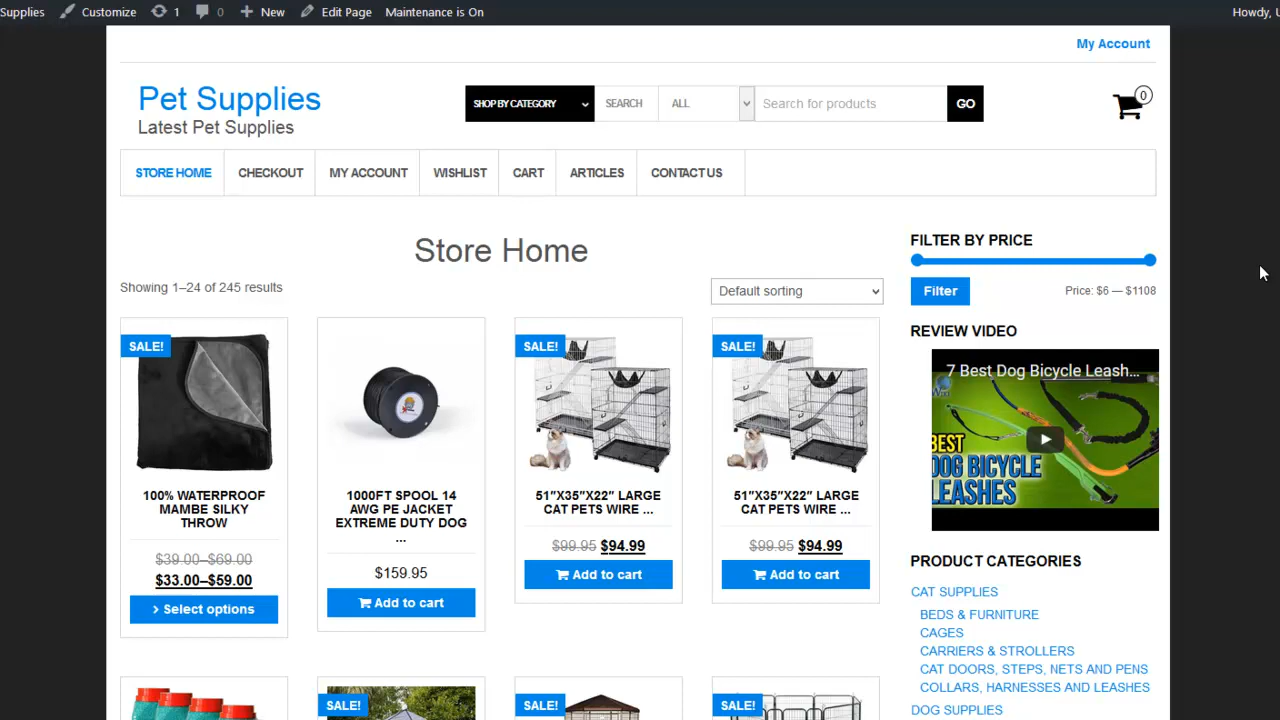 Supplies Customize 1 0 New Edit Page Maintenance is On Howdy, U
My Account
Pet Supplies
Latest Pet Supplies
SHOP BY CATEGORY SEARCH ALL Search for products GO 0
STORE HOME CHECKOUT MY ACCOUNT WISHLIST CART ARTICLES CONTACT US
Store Home
Showing 1–24 of 245 results
Default sorting
SALE!
100% WATERPROOF
MAMBE SILKY
THROW
$39.00–$69.00
$33.00–$59.00
Select options
1000FT SPOOL 14
AWG PE JACKET
EXTREME DUTY DOG
...
$159.95
Add to cart
SALE!
51”X35”X22” LARGE
CAT PETS WIRE ...
$99.95 $94.99
Add to cart
SALE!
51”X35”X22” LARGE
CAT PETS WIRE ...
$99.95 $94.99
Add to cart
SALE!
SALE!
SALE!
FILTER BY PRICE
Filter Price: $6 — $1108
REVIEW VIDEO
7 Best Dog Bicycle Leash...
BEST
DOG BICYCLE
LEASHES
PRODUCT CATEGORIES
CAT SUPPLIES
BEDS & FURNITURE
CAGES
CARRIERS & STROLLERS
CAT DOORS, STEPS, NETS AND PENS
COLLARS, HARNESSES AND LEASHES
DOG SUPPLIES